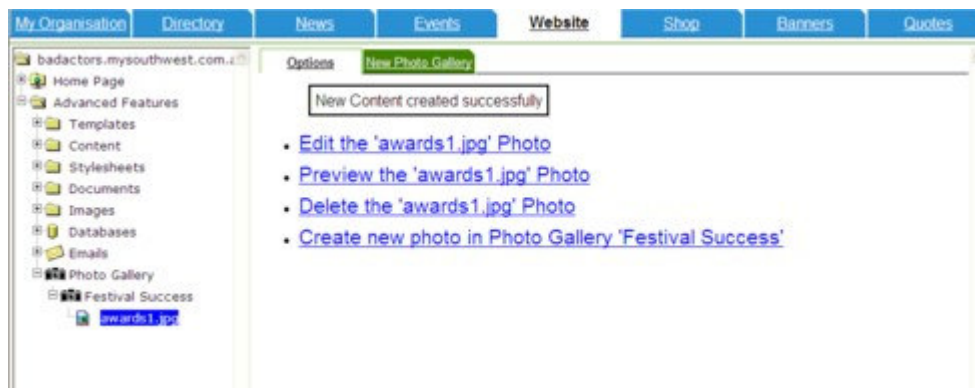 My Organisation Directory News Events Website Shop Banners Quotes
badactors.mysouthwest.com.
Home Page
Advanced Features
Templates
Content
Stylesheets
Documents
Images
Databases
Emails
Photo Gallery
Festival Success
awards1.jpg
Options New Photo Gallery
New Content created successfully
• Edit the 'awards1.jpg' Photo
• Preview the 'awards1.jpg' Photo
• Delete the 'awards1.jpg' Photo
• Create new photo in Photo Gallery 'Festival Success'